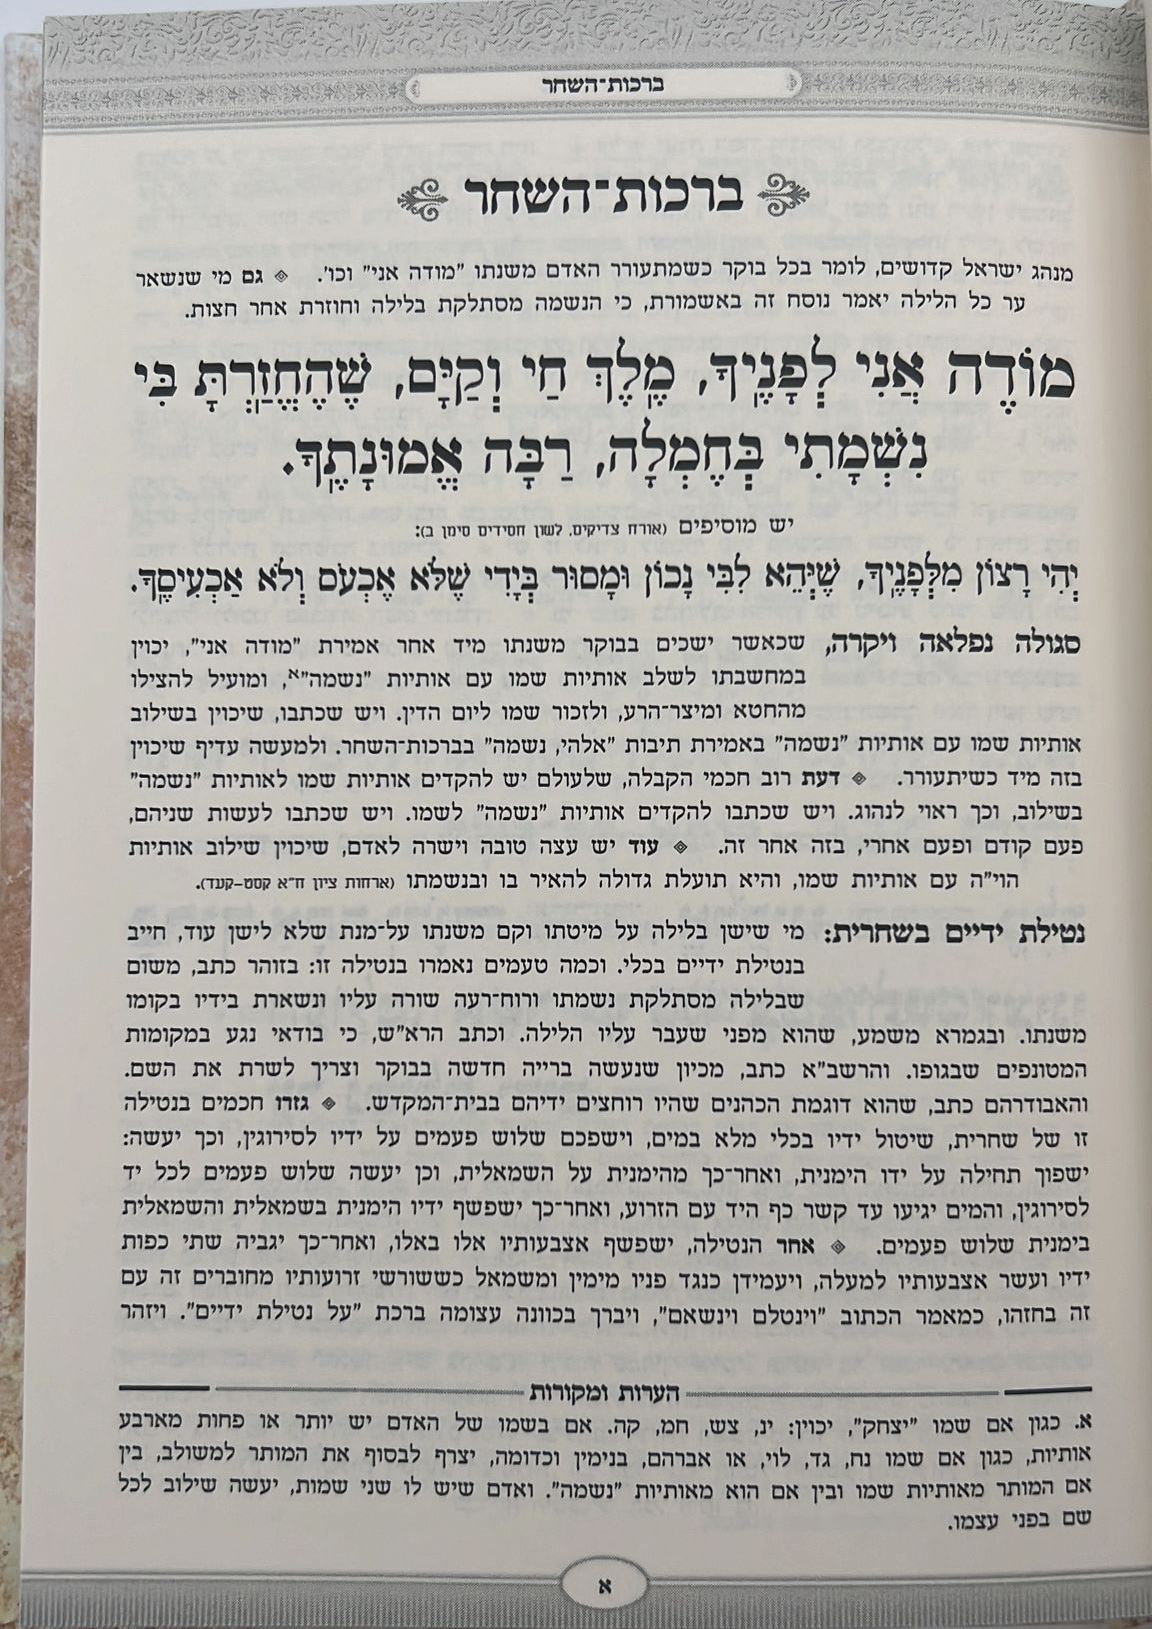 ברכות־השחר
ברכות־השחר
מנהג ישראל קדושים, לומר בכל בוקר כשמתעורר האדם משנתו "מודה אני" וכו'. גם מי שנשאר
ער כל הלילה יאמר נוסח זה באשמורת, כי הנשמה מסתלקת בלילה וחוזרת אחר חצות.
מוֹדֶה אֲנִי לְפָנֶיךָ, מֶלֶךְ חַי וְקַיָּם, שֶׁהֶחֱזַרְתָּ בִּי
נִשְׁמָתִי בְּחֶמְלָה, רַבָּה אֱמוּנָתֶךָ.
יש מוסיפים (אורח צדיקים, לשון חסידים סימן ב):
יְהִי רָצוֹן מִלְּפָנֶיךָ, שֶׁיְּהֵא לִבִּי נָכוֹן וּמָסוּר בְּיָדִי שֶׁלֹּא אֶכְעֹס וְלֹא אַכְעִיסֶךָ.
סגולה נפלאה ויקרה, שכאשר ישכים בבוקר משנתו מיד אחר אמירת "מודה אני", יכוין
במחשבתו לשלב אותיות שמו עם אותיות "נשמה"א, ומועיל להצילו
מהחטא ומיצר־הרע, ולזכור שמו ליום הדין. ויש שכתבו, שיכוין בשילוב
אותיות שמו עם אותיות "נשמה" באמירת תיבות "אלהי, נשמה" בברכות־השחר. ולמעשה עדיף שיכוין
בזה מיד כשיתעורר. דעת רוב חכמי הקבלה, שלעולם יש להקדים אותיות שמו לאותיות "נשמה"
בשילוב, וכך ראוי לנהוג. ויש שכתבו להקדים אותיות "נשמה" לשמו. ויש שכתבו לעשות שניהם,
פעם קודם ופעם אחרי, בזה אחר זה. עוד יש עצה טובה וישרה לאדם, שיכוין שילוב אותיות
הוי"ה עם אותיות שמו, והיא תועלת גדולה להאיר בו ובנשמתו (ארחות ציון ח"א קסט-קעד).
נטילת ידיים בשחרית: מי שישן בלילה על מיטתו וקם משנתו על־מנת שלא לישן עוד, חייב
בנטילת ידיים בכלי. וכמה טעמים נאמרו בנטילה זו: בזוהר כתב, משום
שבלילה מסתלקת נשמתו ורוח־רעה שורה עליו ונשארת בידיו בקומו
משנתו. ובגמרא משמע, שהוא מפני שעבר עליו הלילה. וכתב הרא"ש, כי בודאי נגע במקומות
המטונפים שבגופו. והרשב"א כתב, מכיון שנעשה ברייה חדשה בבוקר וצריך לשרת את השם.
והאבודרהם כתב, שהוא דוגמת הכהנים שהיו רוחצים ידיהם בבית־המקדש. גזרו חכמים בנטילה
זו של שחרית, שיטול ידיו בכלי מלא במים, וישפכם שלוש פעמים על ידיו לסירוגין, וכך יעשה:
ישפוך תחילה על ידו הימנית, ואחר־כך מהימנית על השמאלית, וכן יעשה שלוש פעמים לכל יד
לסירוגין, והמים יגיעו עד קשר כף היד עם הזרוע, ואחר־כך ישפשף ידיו הימנית בשמאלית והשמאלית
בימנית שלוש פעמים. אחר הנטילה, ישפשף אצבעותיו אלו באלו, ואחר־כך יגביה שתי כפות
ידיו ועשר אצבעותיו למעלה, ויעמידן כנגד פניו מימין ומשמאל כששורשי זרועותיו מחוברים זה עם
זה בחזהו, כמאמר הכתוב "וינטלם וינשאם", ויברך בכוונה עצומה ברכת "על נטילת ידיים". ויזהר
הערות ומקורות
א. כגון אם שמו "יצחק", יכוין: ינ, צש, חמ, קה. אם בשמו של האדם יש יותר או פחות מארבע
אותיות, כגון אם שמו נח, גד, לוי, או אברהם, בנימין וכדומה, יצרף לבסוף את המותר למשולב, בין
אם המותר מאותיות שמו ובין אם הוא מאותיות "נשמה". ואדם שיש לו שני שמות, יעשה שילוב לכל
שם בפני עצמו.
א